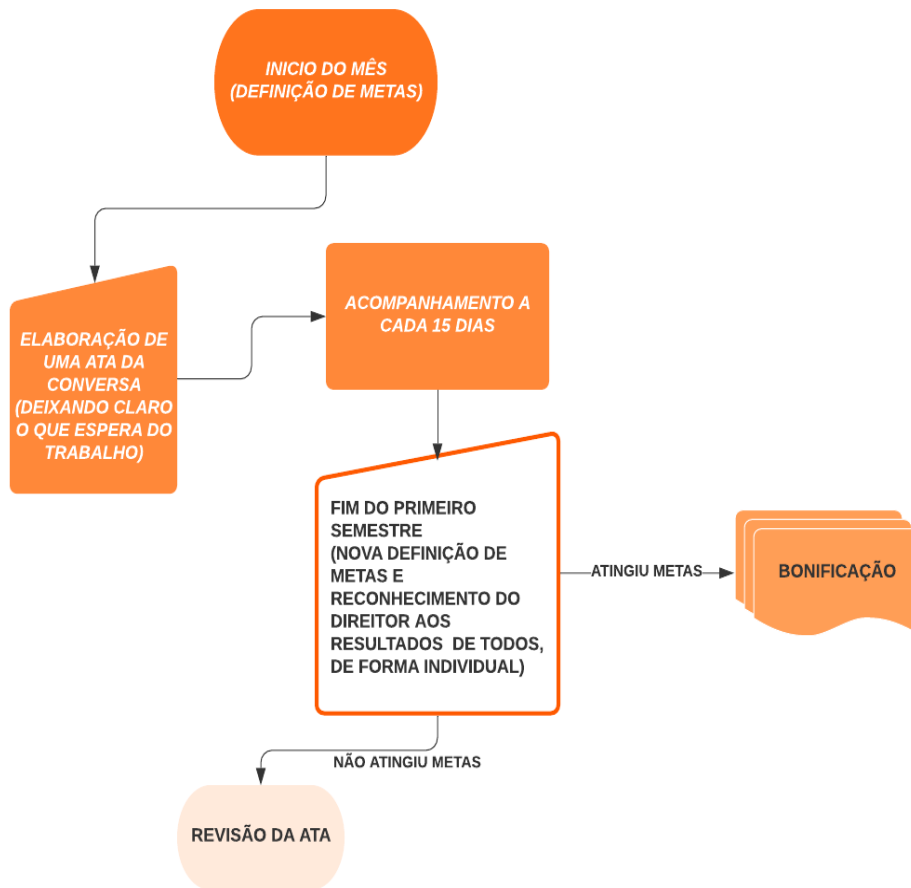 INICIO DO MÊS
(DEFINIÇÃO DE METAS)
ELABORAÇÃO DE
UMA ATA DA
CONVERSA
(DEIXANDO CLARO
O QUE ESPERA DO
TRABALHO)
ACOMPANHAMENTO A
CADA 15 DIAS
FIM DO PRIMEIRO
SEMESTRE
(NOVA DEFINIÇÃO DE
METAS E
RECONHECIMENTO DO
DIREITOR AOS
RESULTADOS DE TODOS,
DE FORMA INDIVIDUAL)
ATINGIU METAS
BONIFICAÇÃO
NÃO ATINGIU METAS
REVISÃO DA ATA